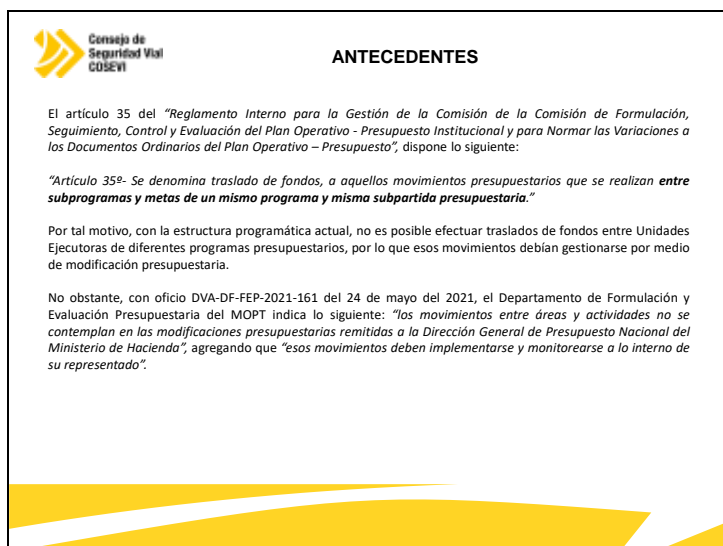 Consejo de
Seguridad Vial
COSEVI
ANTECEDENTES
El artículo 35 del “Reglamento Interno para la Gestión de la Comisión de la Comisión de Formulación,
Seguimiento, Control y Evaluación del Plan Operativo - Presupuesto Institucional y para Normar las Variaciones a
los Documentos Ordinarios del Plan Operativo – Presupuesto”, dispone lo siguiente:
“Artículo 35º- Se denomina traslado de fondos, a aquellos movimientos presupuestarios que se realizan entre
subprogramas y metas de un mismo programa y misma subpartida presupuestaria.”
Por tal motivo, con la estructura programática actual, no es posible efectuar traslados de fondos entre Unidades
Ejecutoras de diferentes programas presupuestarios, por lo que esos movimientos debían gestionarse por medio
de modificación presupuestaria.
No obstante, con oficio DVA-DF-FEP-2021-161 del 24 de mayo del 2021, el Departamento de Formulación y
Evaluación Presupuestaria del MOPT indica lo siguiente: “los movimientos entre áreas y actividades no se
contemplan en las modificaciones presupuestarias remitidas a la Dirección General de Presupuesto Nacional del
Ministerio de Hacienda”, agregando que “esos movimientos deben implementarse y monitorearse a lo interno de
su representado”.